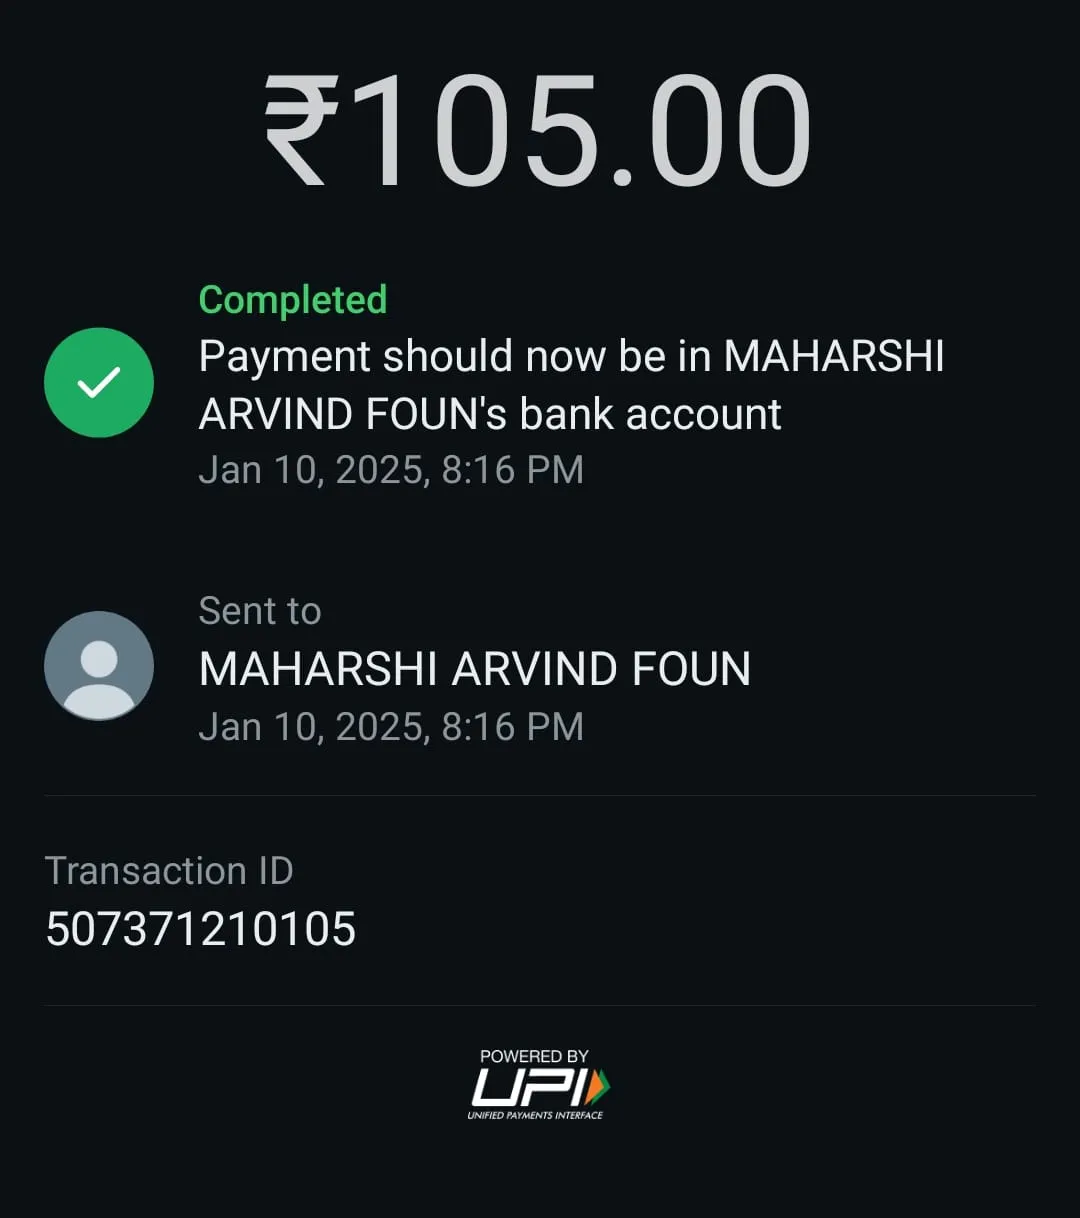 ₹105.00
Completed
Payment should now be in MAHARSHI
ARVIND FOUN's bank account
Jan 10, 2025, 8:16 PM
Sent to
MAHARSHI ARVIND FOUN
Jan 10, 2025, 8:16 PM
Transaction ID
507371210105
POWERED BY
UPI
UNIFIED PAYMENTS INTERFACE